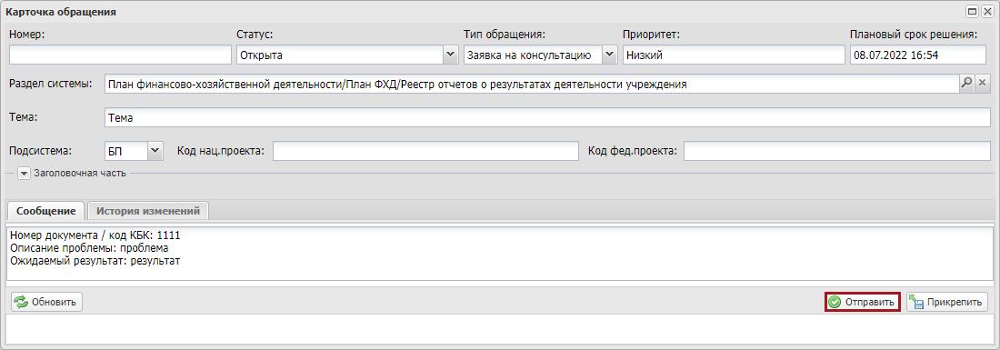 Карточка обращения
Номер: Статус: Тип обращения: Приоритет: Плановый срок решения:
Открыта Заявка на консультацию Низкий 08.07.2022 16:54
Раздел системы: План финансово-хозяйственной деятельности/План ФХД/Реестр отчетов о результатах деятельности учреждения
Тема: Тема
Подсистема: БП Код нац.проекта: Код фед.проекта:
Заголовочная часть
Сообщение История изменений
Номер документа / код КБК: 1111
Описание проблемы: проблема
Ожидаемый результат: результат
Обновить Отправить Прикрепить